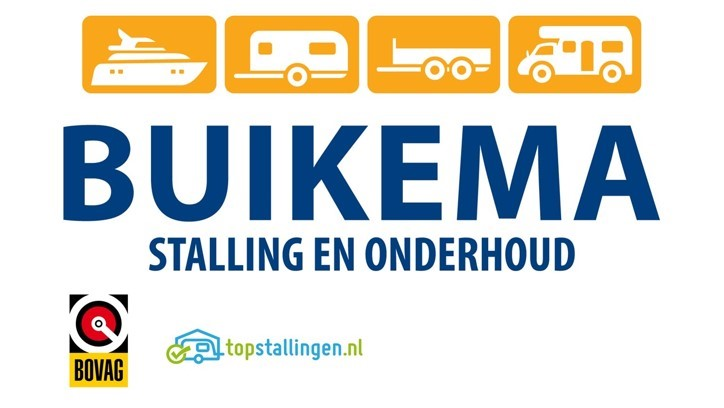 BUIKEMA
STALLING EN ONDERHOUD
BOVAG
topstallingen.nl